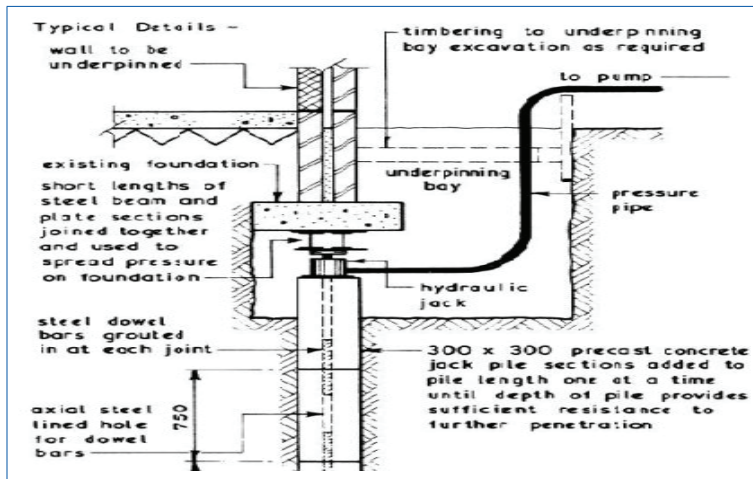 Typical Details –
wall to be
underpinned
timbering to underpinning
bay excavation as required
to pump
existing foundation
underpinning
bay
short lengths of
steel beam and
plate sections
joined together
and used to
spread pressure
on foundation
pressure
pipe
hydraulic
jack
steel dowel
bars grouted
in at each joint
300 x 300 precast concrete
jack pile sections added to
pile length one at a time
until depth of pile provides
sufficient resistance to
further penetration
axial steel
lined hole
for dowel
bars
750